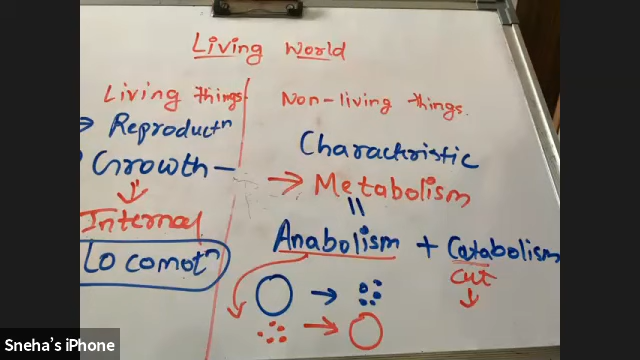 Living World
Living things
→ Reproductⁿ
Growth —
Internal
Locomotⁿ
Non-living things.
Characteristic
→ Metabolism
||
Anabolism + Catabolism
cut
Sneha's iPhone